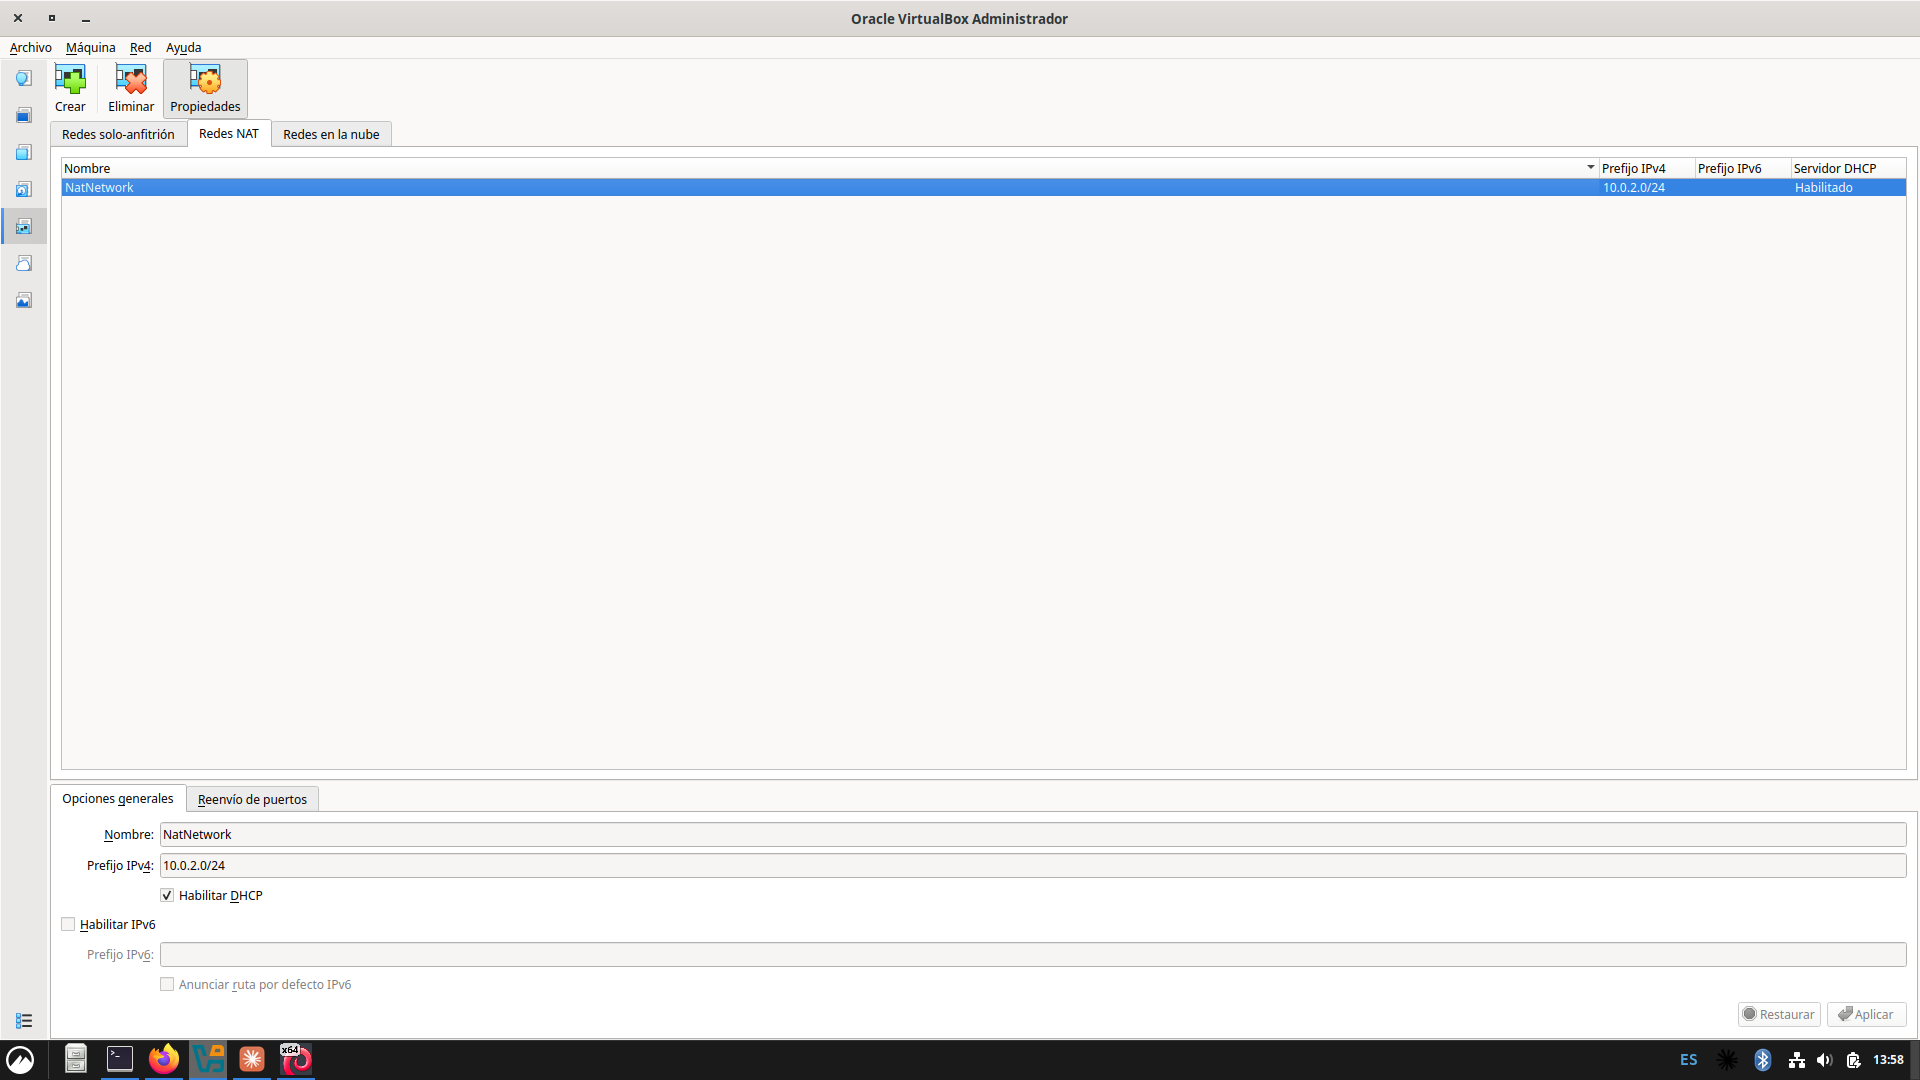 Oracle VirtualBox Administrador
Archivo Máquina Red Ayuda
Crear Eliminar Propiedades
Redes solo-anfitrión Redes NAT Redes en la nube
Nombre Prefijo IPv4 Prefijo IPv6 Servidor DHCP
NatNetwork 10.0.2.0/24 Habilitado
Opciones generales Reenvío de puertos
Nombre: NatNetwork
Prefijo IPv4: 10.0.2.0/24
Habilitar DHCP
Habilitar IPv6
Prefijo IPv6:
Anunciar ruta por defecto IPv6
Restaurar Aplicar
x64
ES 13:58